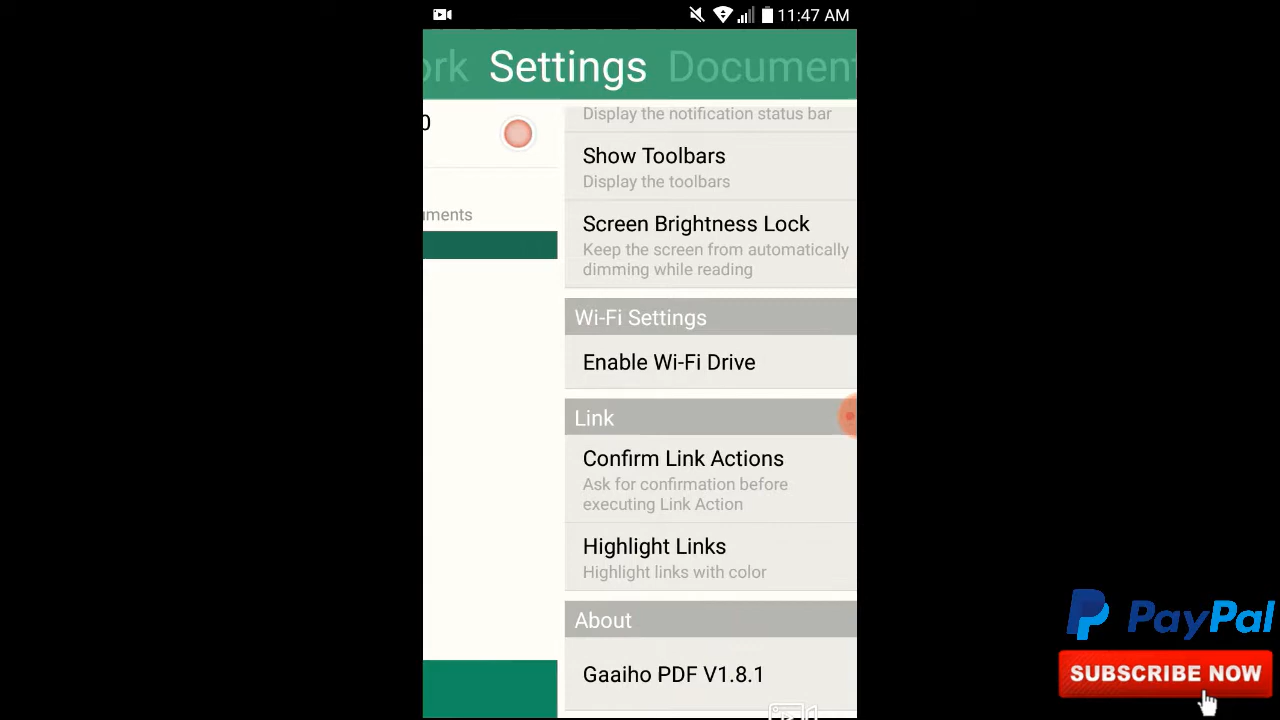 11:47 AM
ork Settings Document
0
Display the notification status bar
Show Toolbars
Display the toolbars
uments
Screen Brightness Lock
Keep the screen from automatically
dimming while reading
Wi-Fi Settings
Enable Wi-Fi Drive
Link
Confirm Link Actions
Ask for confirmation before
executing Link Action
Highlight Links
Highlight links with color
About
Gaaiho PDF V1.8.1
PayPal
SUBSCRIBE NOW